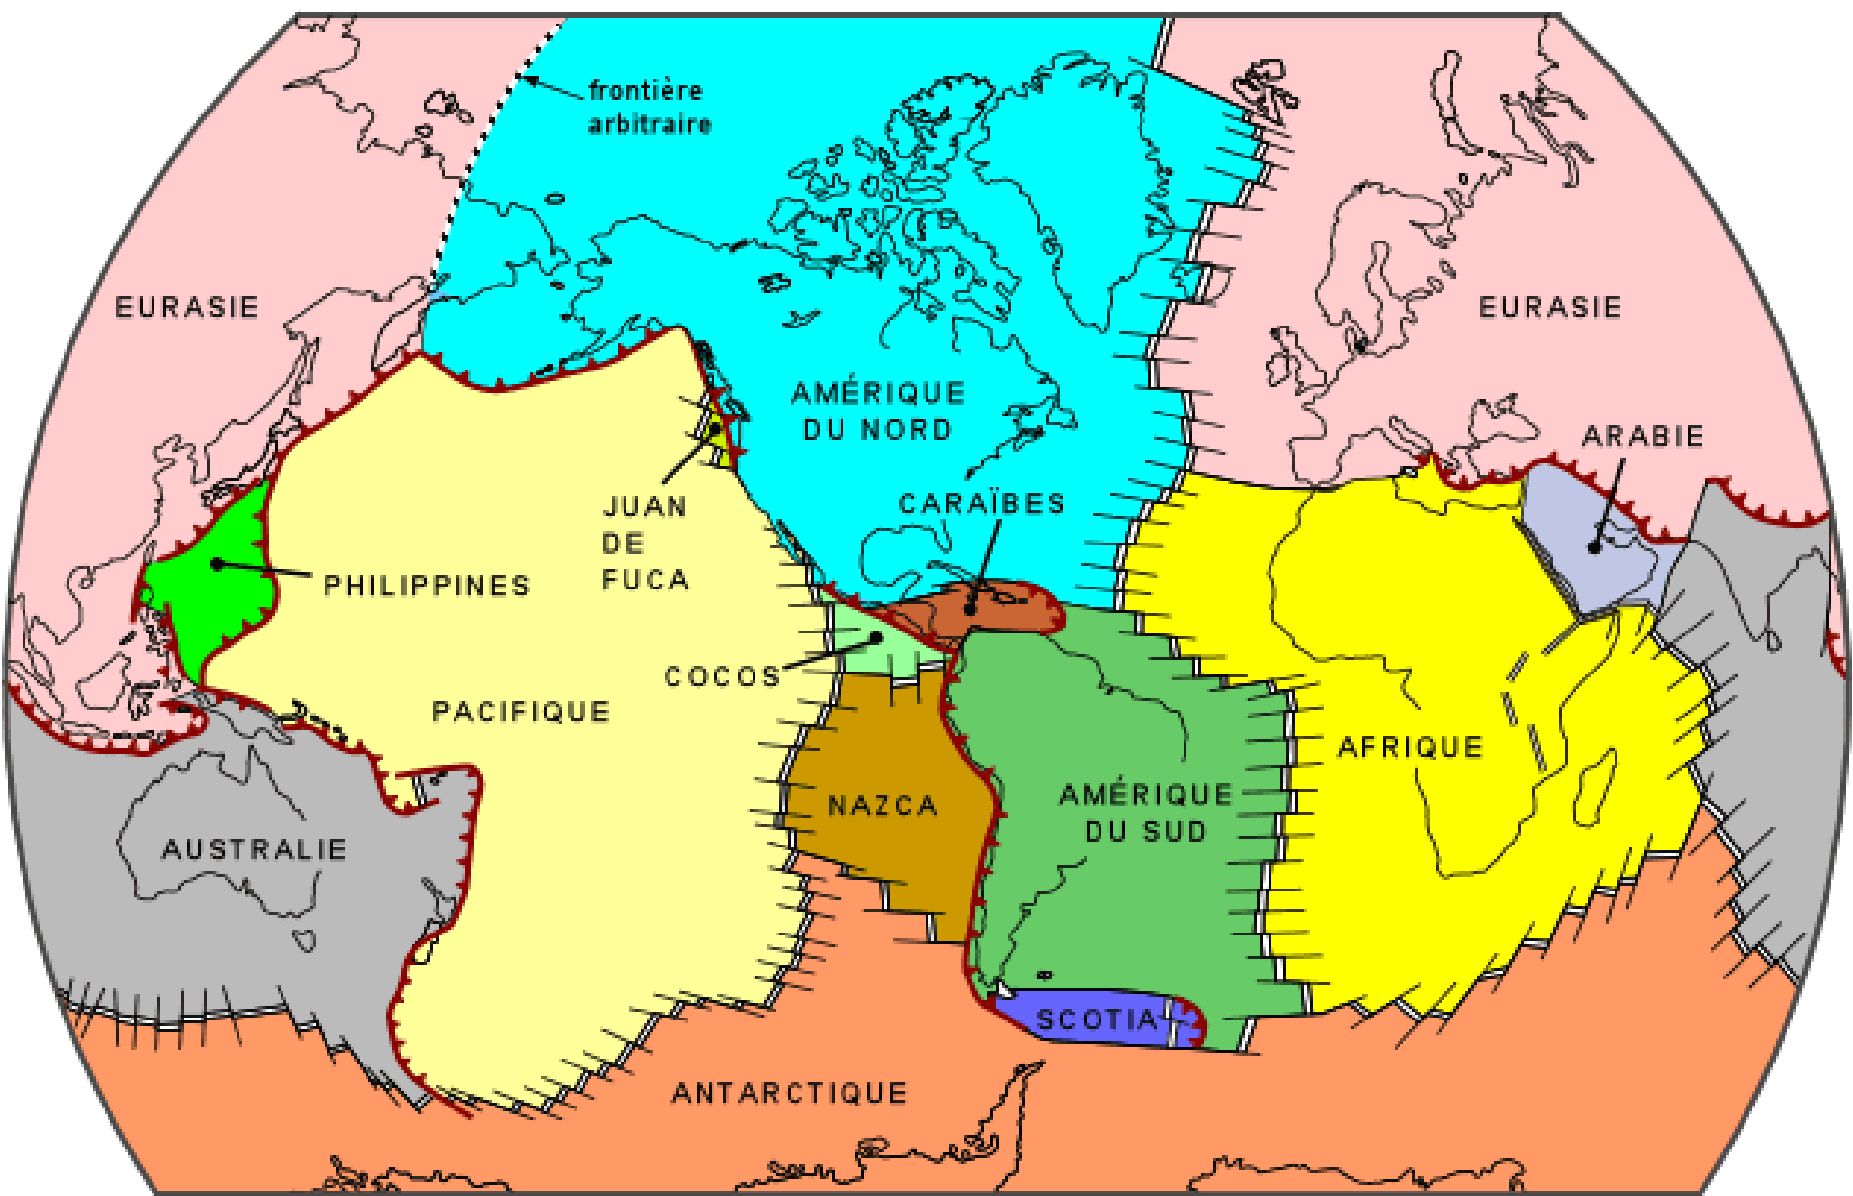 frontière
arbitraire
EURASIE
EURASIE
AMÉRIQUE
DU NORD
ARABIE
CARAÏBES
JUAN
DE
FUCA
PHILIPPINES
COCOS
PACIFIQUE
AFRIQUE
NAZCA
AMÉRIQUE
DU SUD
AUSTRALIE
SCOTIA
ANTARCTIQUE